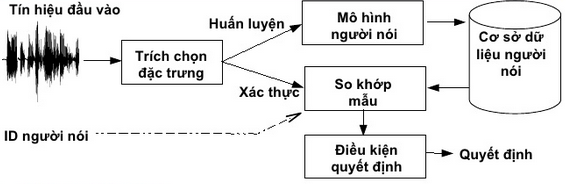 Tín hiệu đầu vào
Trích chọn
đặc trưng
Huấn luyện
Mô hình
người nói
Cơ sở dữ
liệu người
nói
Xác thực
So khớp
mẫu
ID người nói
Điều kiện
quyết định
Quyết định